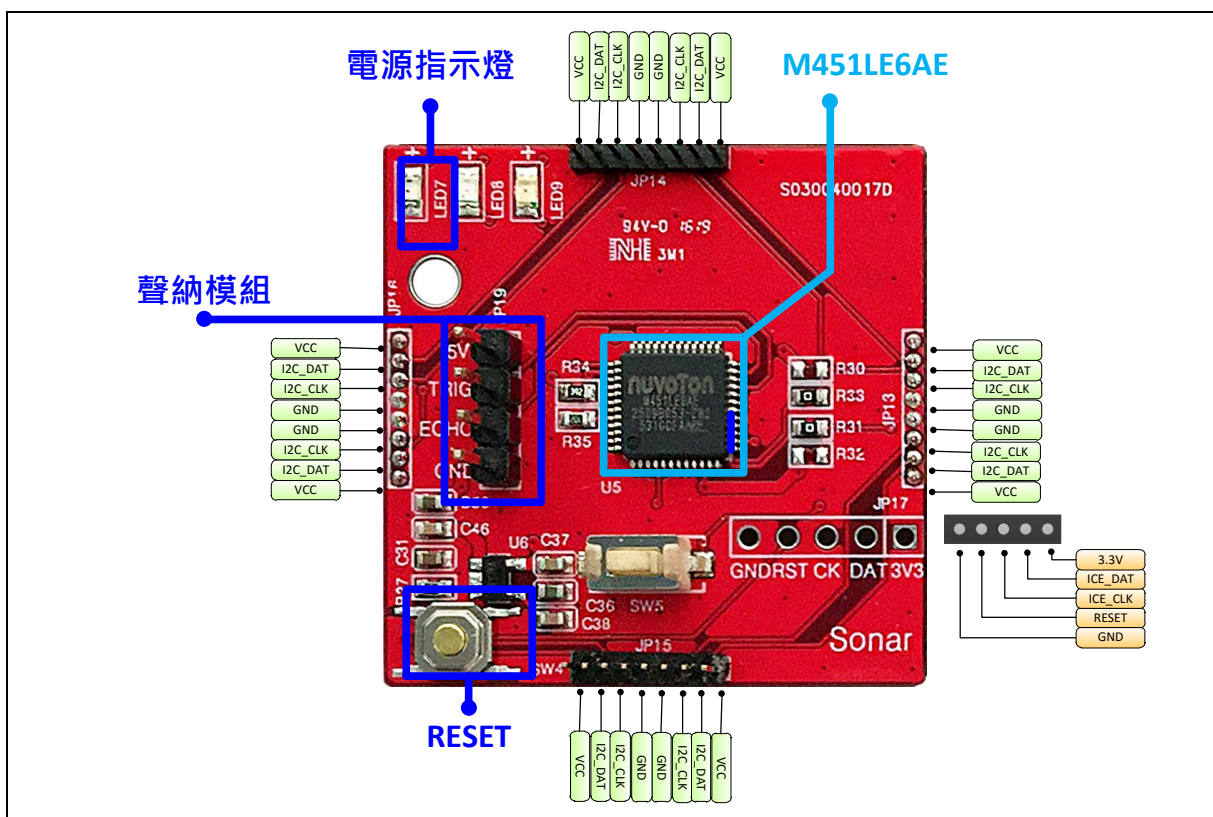 VCC
I2C_DAT
I2C_CLK
GND
GND
I2C_CLK
I2C_DAT
VCC
電源指示燈
M451LE6AE
+
+
+
LED7
LED8
LED9
JP14
S030040017D
94V-0
3M1
聲納模組
JP16
JP19
VCC
I2C_DAT
I2C_CLK
GND
GND
I2C_CLK
I2C_DAT
VCC
5V
TRIG
ECHO
GND
R34
R35
nuvoTon
M451LE6AE
U5
R30
R33
R31
R32
JP13
VCC
I2C_DAT
I2C_CLK
GND
GND
I2C_CLK
I2C_DAT
VCC
JP17
GND RST CK DAT 3V3
3.3V
ICE_DAT
ICE_CLK
RESET
GND
C46
C31
U6
C37
C36
C38
SW5
Sonar
SW4
JP15
RESET
VCC
I2C_DAT
I2C_CLK
GND
GND
I2C_CLK
I2C_DAT
VCC